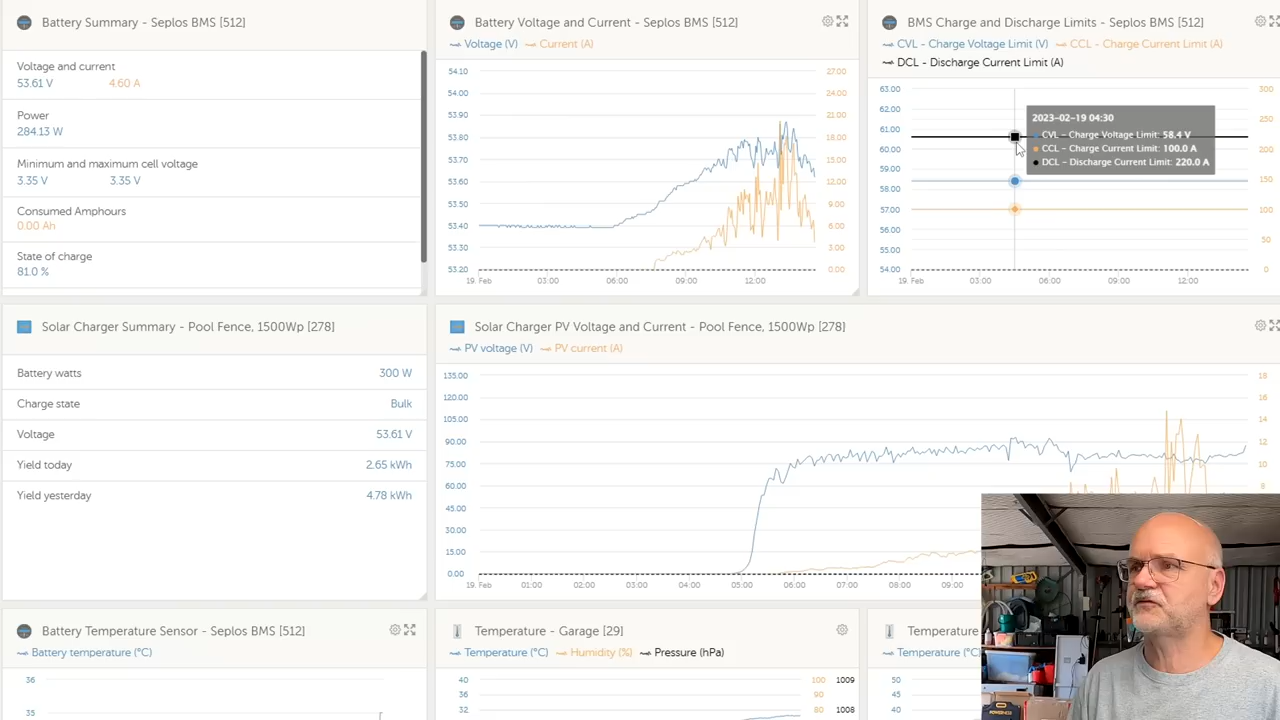 Battery Summary - Seplos BMS [512]
Voltage and current
53.61 V 4.60 A
Power
284.13 W
Minimum and maximum cell voltage
3.35 V 3.35 V
Consumed Amphours
0.00 Ah
State of charge
81.0 %
Battery Voltage and Current - Seplos BMS [512]
Voltage (V) Current (A)
54.10 27.00
54.00 24.00
53.90 21.00
53.80 18.00
53.70 15.00
53.60 12.00
53.50 9.00
53.40 6.00
53.30 3.00
53.20 0.00
19. Feb 03:00 06:00 09:00 12:00
BMS Charge and Discharge Limits - Seplos BMS [512]
CVL - Charge Voltage Limit (V) CCL - Charge Current Limit (A)
DCL - Discharge Current Limit (A)
63.00 300
62.00 250
61.00
60.00 200
59.00 150
58.00
57.00 100
56.00
55.00 50
54.00 0
19. Feb 03:00 06:00 09:00 12:00
2023-02-19 04:30
CVL - Charge Voltage Limit: 58.4 V
CCL - Charge Current Limit: 100.0 A
DCL - Discharge Current Limit: 220.0 A
Solar Charger Summary - Pool Fence, 1500Wp [278]
Battery watts 300 W
Charge state Bulk
Voltage 53.61 V
Yield today 2.65 kWh
Yield yesterday 4.78 kWh
Solar Charger PV Voltage and Current - Pool Fence, 1500Wp [278]
PV voltage (V) PV current (A)
135.00 18
120.00 16
105.00 14
90.00 12
75.00 10
60.00 8
45.00
30.00
15.00
0.00
19. Feb 01:00 02:00 03:00 04:00 05:00 06:00 07:00 08:00 09:00
Battery Temperature Sensor - Seplos BMS [512]
Battery temperature (°C)
36
35
Temperature - Garage [29]
Temperature (°C) Humidity (%) Pressure (hPa)
40 100 1009
36 90
32 80 1008
Temperature
Temperature (°C)
50
45
40